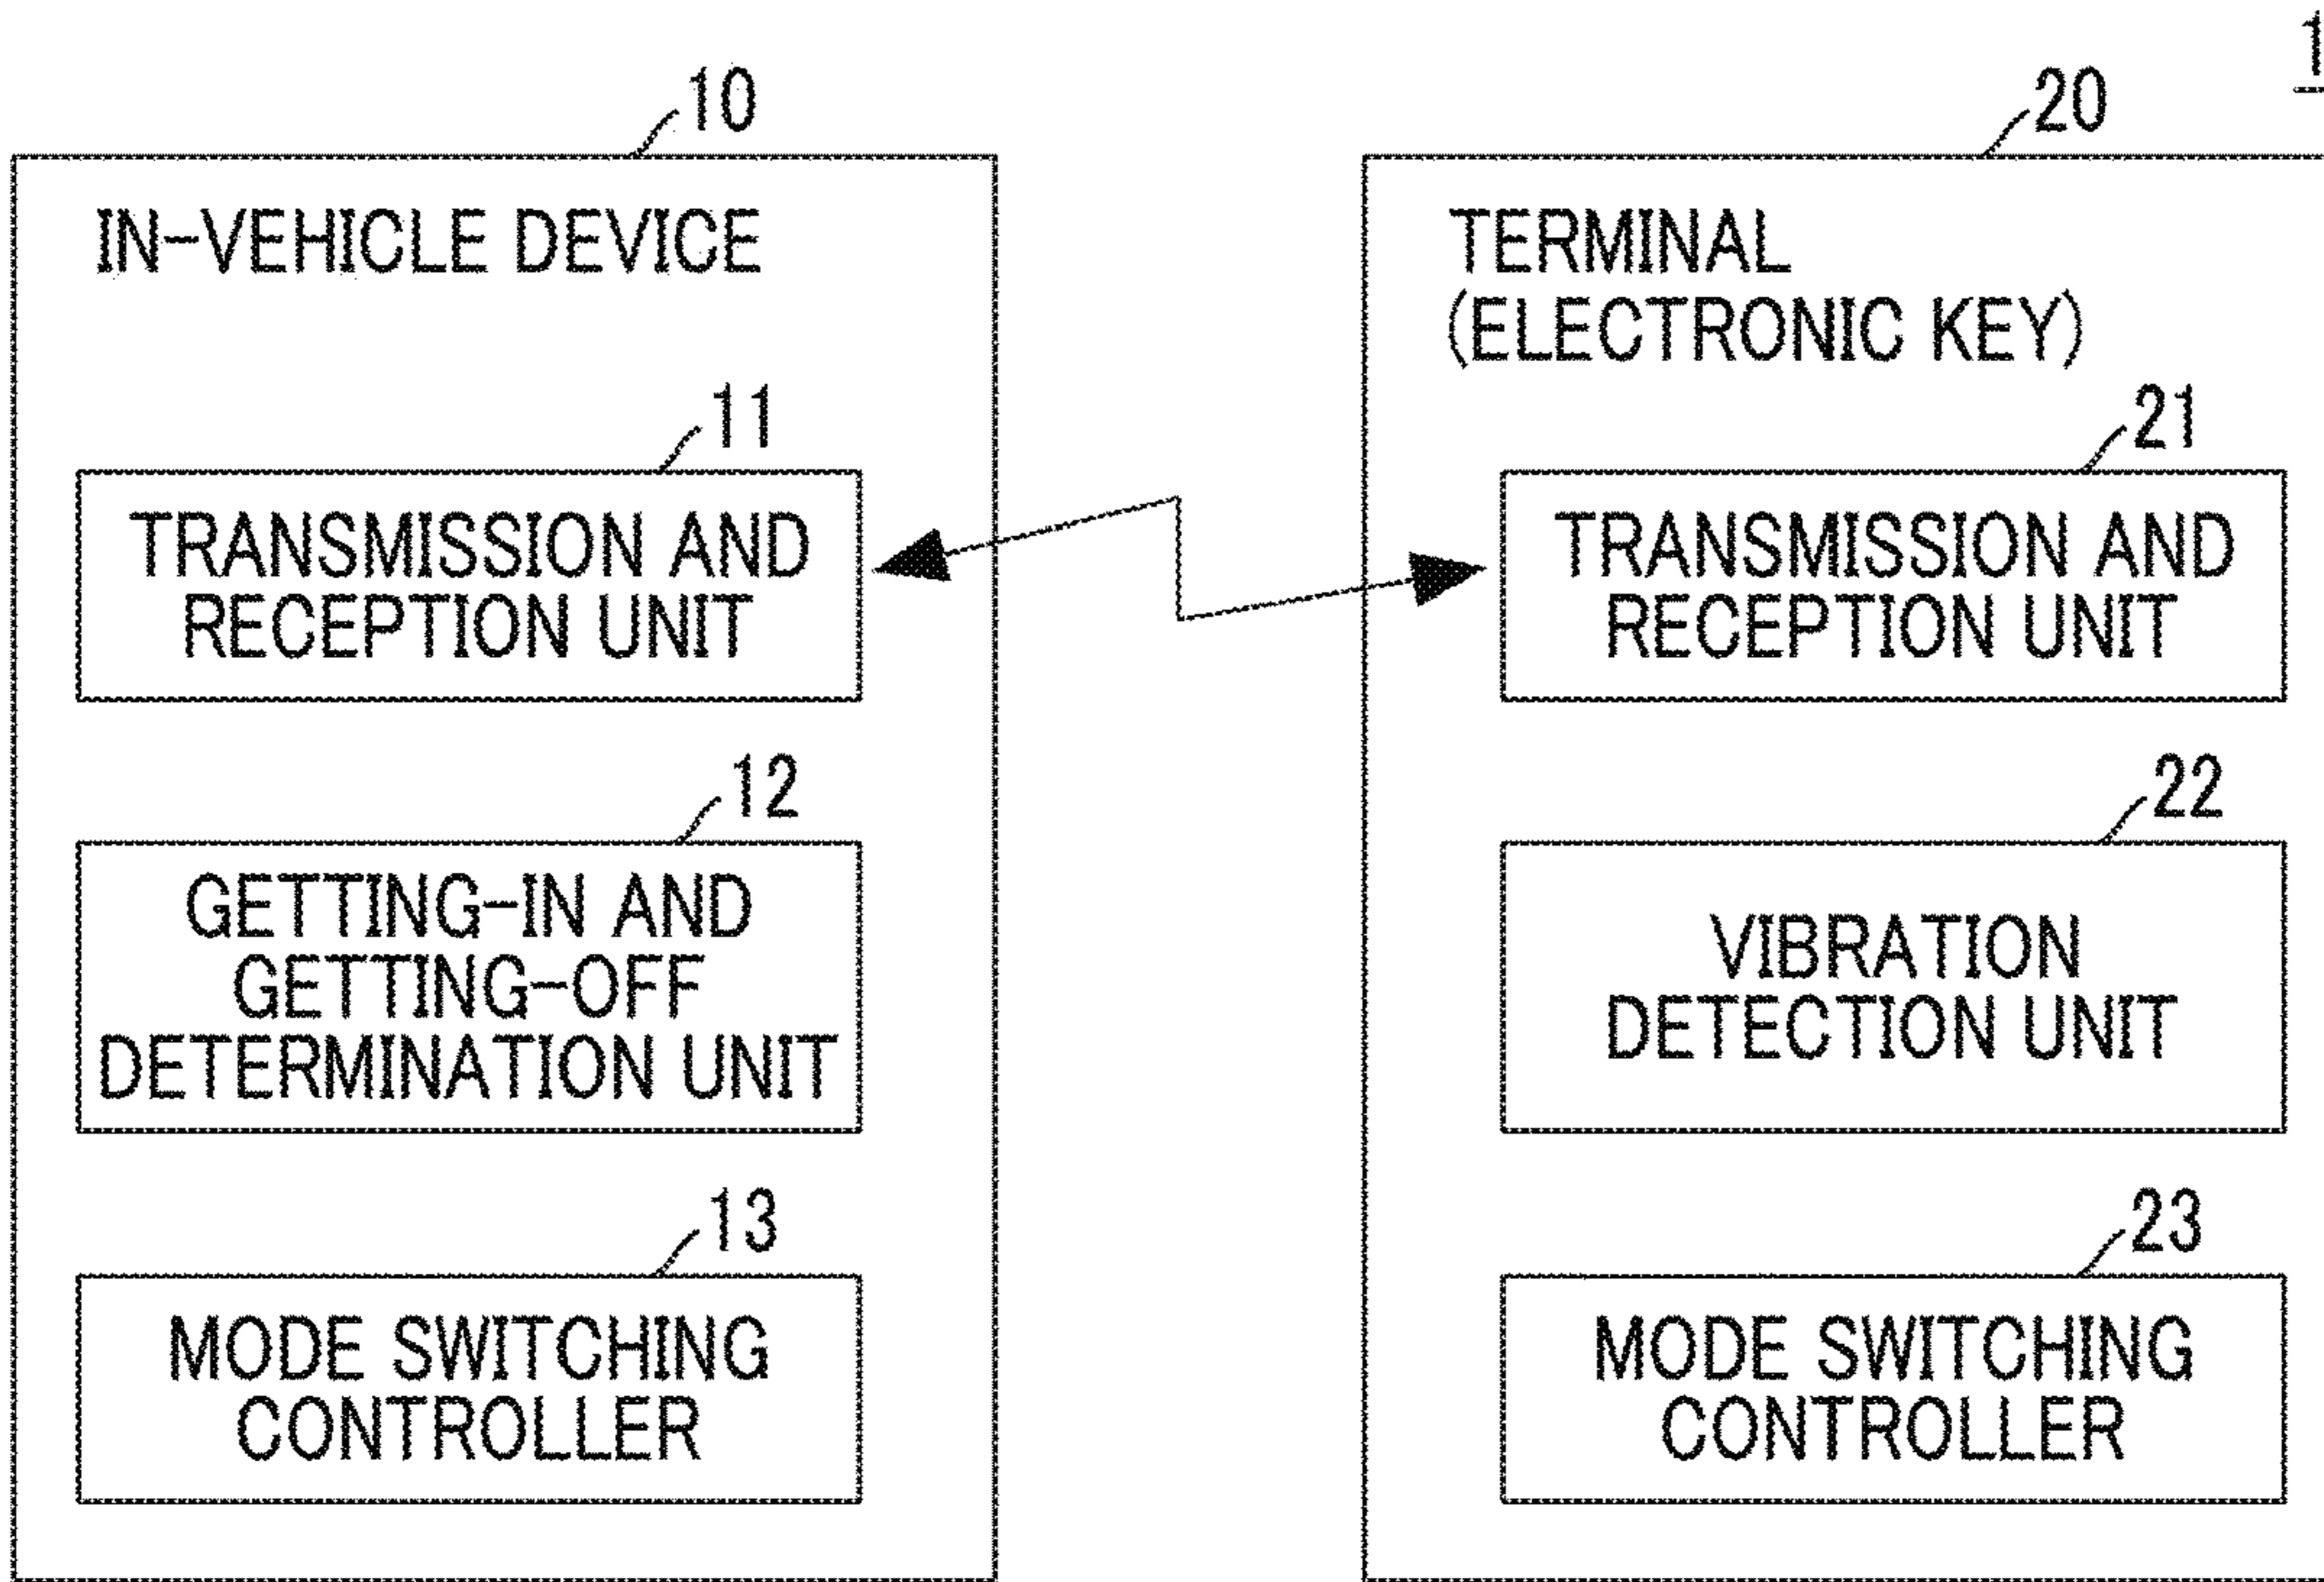 1
10
IN-VEHICLE DEVICE
11
TRANSMISSION AND
RECEPTION UNIT
12
GETTING-IN AND
GETTING-OFF
DETERMINATION UNIT
13
MODE SWITCHING
CONTROLLER
20
TERMINAL
(ELECTRONIC KEY)
21
TRANSMISSION AND
RECEPTION UNIT
22
VIBRATION
DETECTION UNIT
23
MODE SWITCHING
CONTROLLER